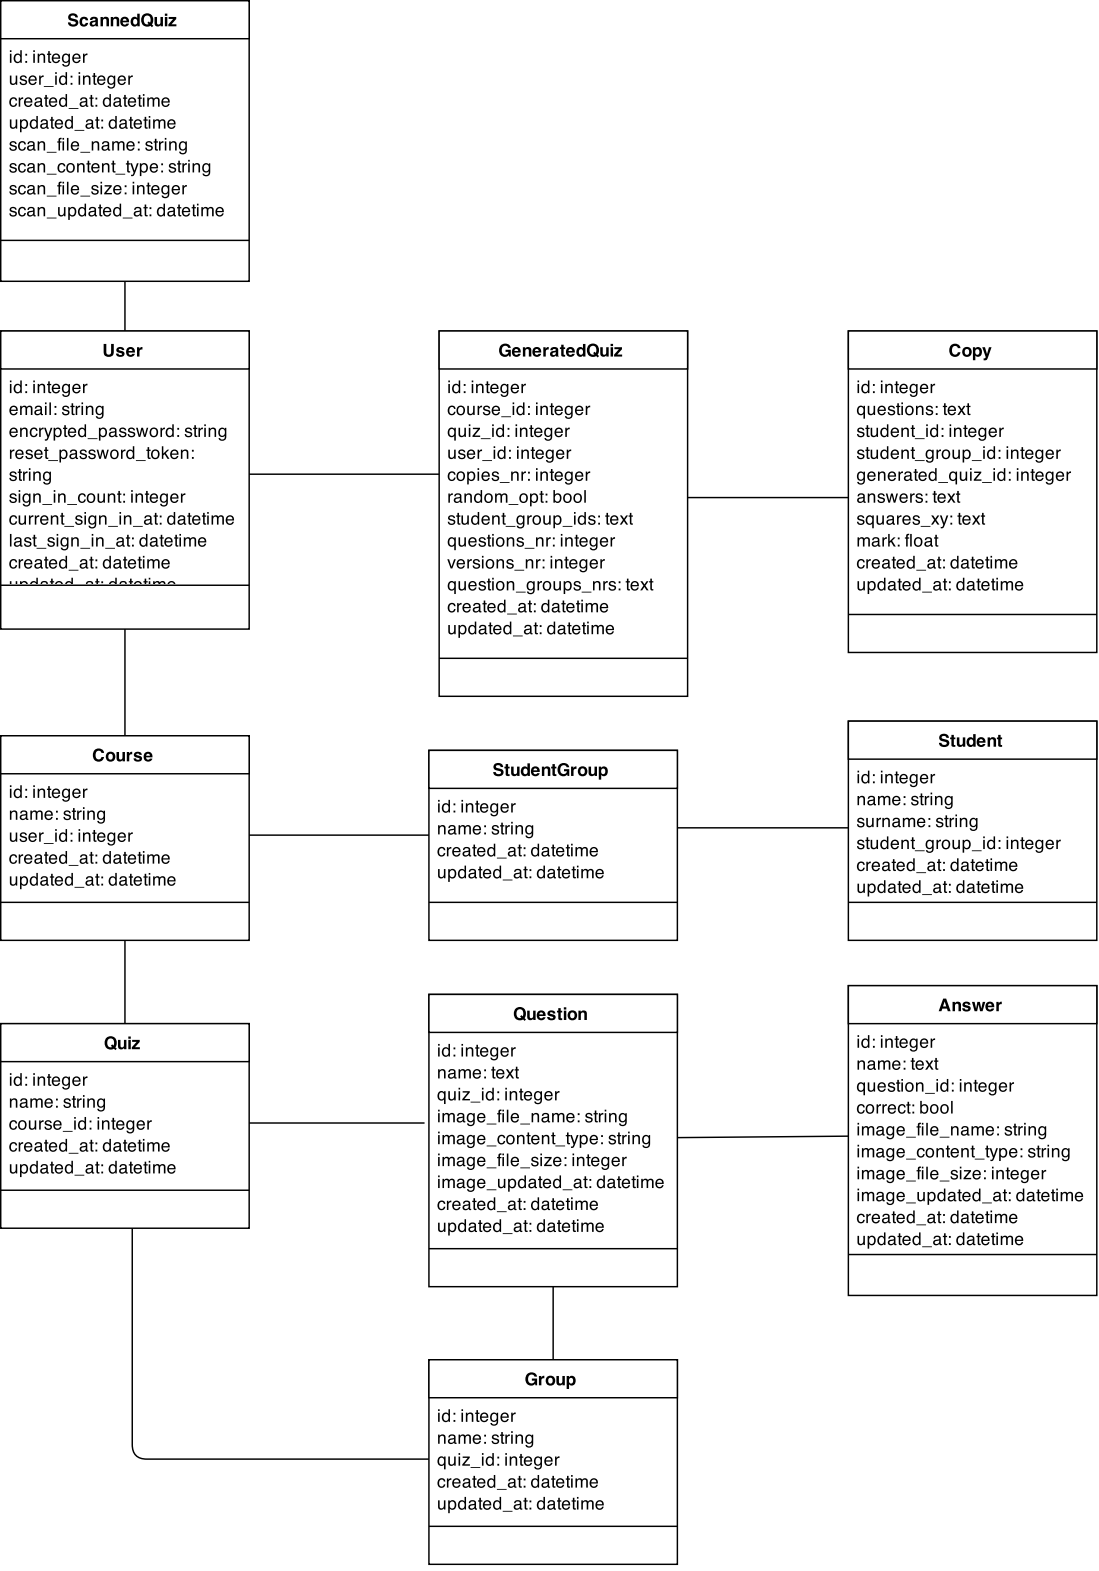 ScannedQuiz
id: integer
user_id: integer
created_at: datetime
updated_at: datetime
scan_file_name: string
scan_content_type: string
scan_file_size: integer
scan_updated_at: datetime
User
id: integer
email: string
encrypted_password: string
reset_password_token:
string
sign_in_count: integer
current_sign_in_at: datetime
last_sign_in_at: datetime
created_at: datetime
updated_at: datetime
GeneratedQuiz
id: integer
course_id: integer
quiz_id: integer
user_id: integer
copies_nr: integer
random_opt: bool
student_group_ids: text
questions_nr: integer
versions_nr: integer
question_groups_nrs: text
created_at: datetime
updated_at: datetime
Copy
id: integer
questions: text
student_id: integer
student_group_id: integer
generated_quiz_id: integer
answers: text
squares_xy: text
mark: float
created_at: datetime
updated_at: datetime
Course
id: integer
name: string
user_id: integer
created_at: datetime
updated_at: datetime
StudentGroup
id: integer
name: string
created_at: datetime
updated_at: datetime
Student
id: integer
name: string
surname: string
student_group_id: integer
created_at: datetime
updated_at: datetime
Quiz
id: integer
name: string
course_id: integer
created_at: datetime
updated_at: datetime
Question
id: integer
name: text
quiz_id: integer
image_file_name: string
image_content_type: string
image_file_size: integer
image_updated_at: datetime
created_at: datetime
updated_at: datetime
Answer
id: integer
name: text
question_id: integer
correct: bool
image_file_name: string
image_content_type: string
image_file_size: integer
image_updated_at: datetime
created_at: datetime
updated_at: datetime
Group
id: integer
name: string
quiz_id: integer
created_at: datetime
updated_at: datetime